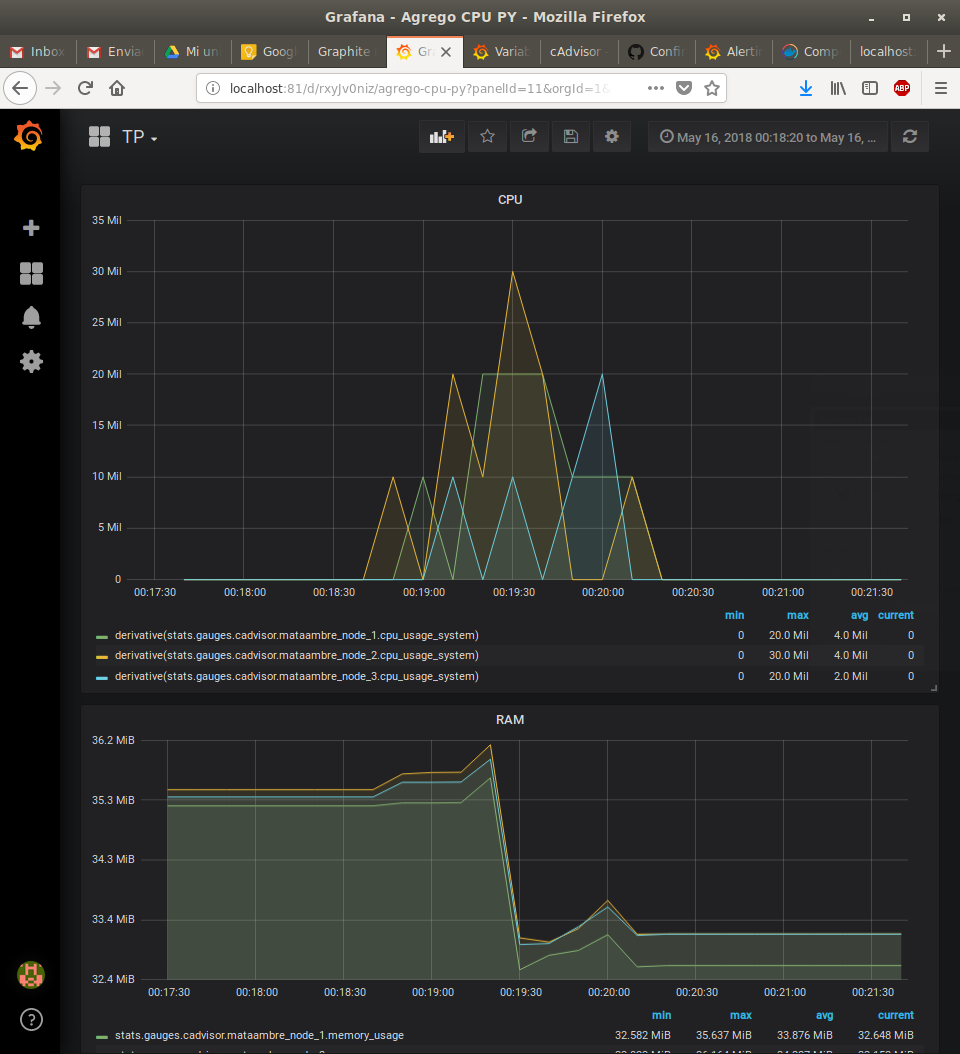 Grafana - Agrego CPU PY - Mozilla Firefox
Inbo
Envia
Mi un
Goog
Graphite
Gr
Varia
cAdvisor
Confi
Alerti
Comp
localhost
localhost:81/d/rxyJv0niz/agrego-cpu-py?panelId=11&orgId=1&
ABP
TP
May 16, 2018 00:18:20 to May 16, ...
CPU
35 Mil
30 Mil
25 Mil
20 Mil
15 Mil
10 Mil
5 Mil
0
00:17:30 00:18:00 00:18:30 00:19:00 00:19:30 00:20:00 00:20:30 00:21:00 00:21:30
min max avg current
derivative(stats.gauges.cadvisor.mataambre_node_1.cpu_usage_system) 0 20.0 Mil 4.0 Mil 0
derivative(stats.gauges.cadvisor.mataambre_node_2.cpu_usage_system) 0 30.0 Mil 4.0 Mil 0
derivative(stats.gauges.cadvisor.mataambre_node_3.cpu_usage_system) 0 20.0 Mil 2.0 Mil 0
RAM
36.2 MiB
35.3 MiB
34.3 MiB
33.4 MiB
32.4 MiB
00:17:30 00:18:00 00:18:30 00:19:00 00:19:30 00:20:00 00:20:30 00:21:00 00:21:30
min max avg current
stats.gauges.cadvisor.mataambre_node_1.memory_usage 32.582 MiB 35.637 MiB 33.876 MiB 32.648 MiB